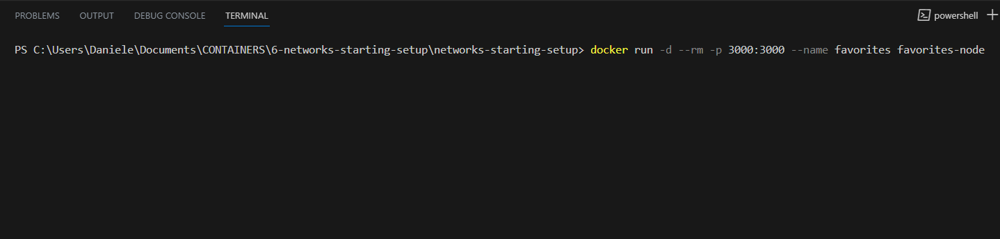 PROBLEMS OUTPUT DEBUG CONSOLE TERMINAL powershell
PS C:\Users\Daniele\Documents\CONTAINERS\6-networks-starting-setup\networks-starting-setup> docker run -d --rm -p 3000:3000 --name favorites favorites-node